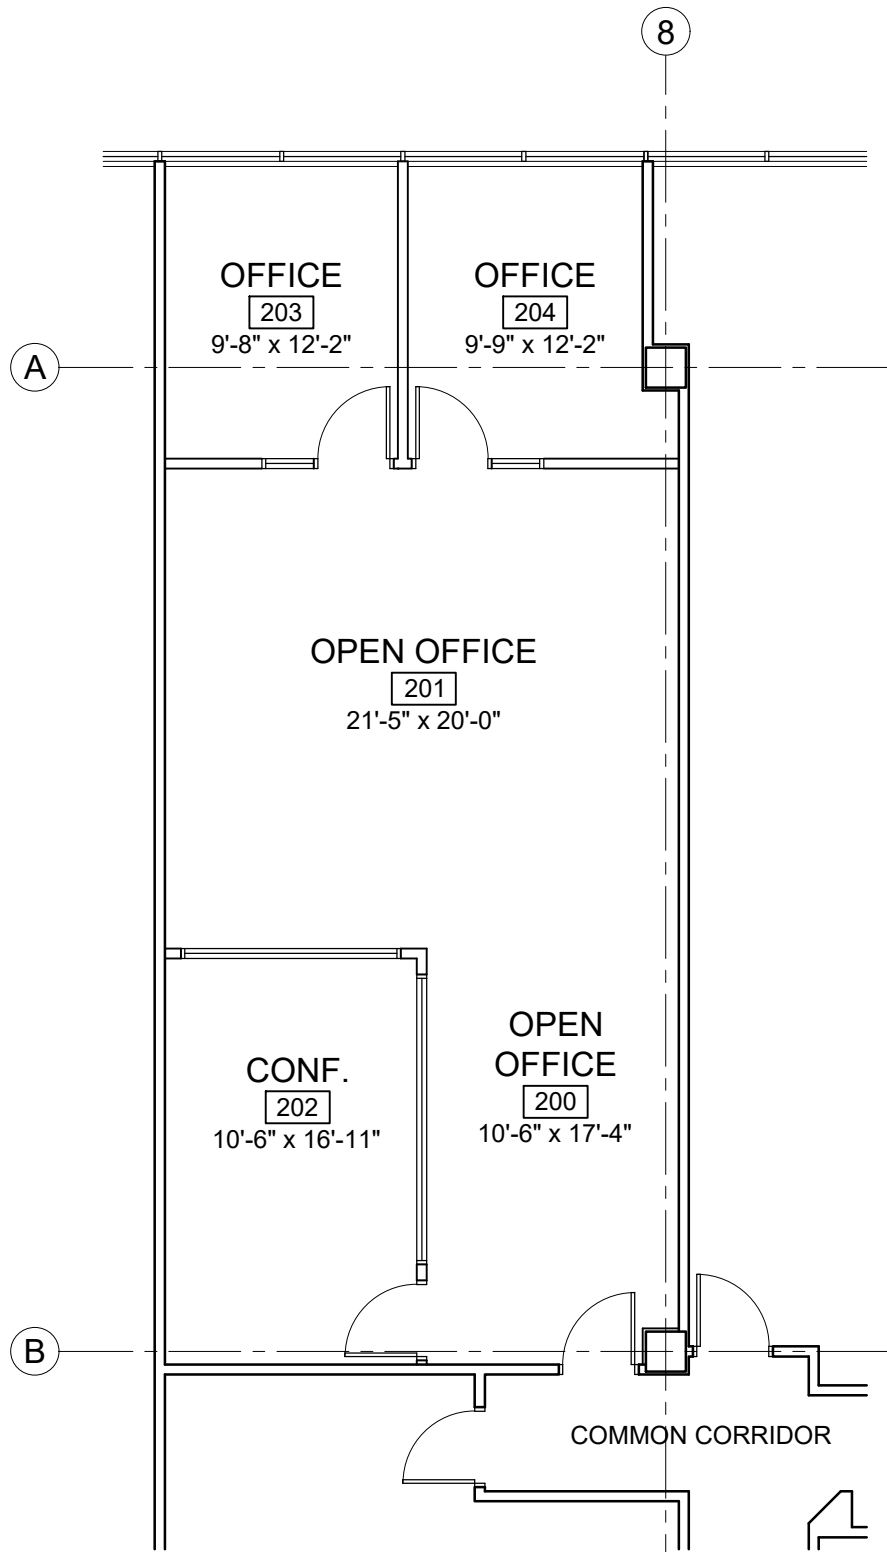 8
OFFICE
203
9'-8" x 12'-2"
OFFICE
204
9'-9" x 12'-2"
A
OPEN OFFICE
201
21'-5" x 20'-0"
OPEN
OFFICE
200
10'-6" x 17'-4"
CONF.
202
10'-6" x 16'-11"
B
COMMON CORRIDOR